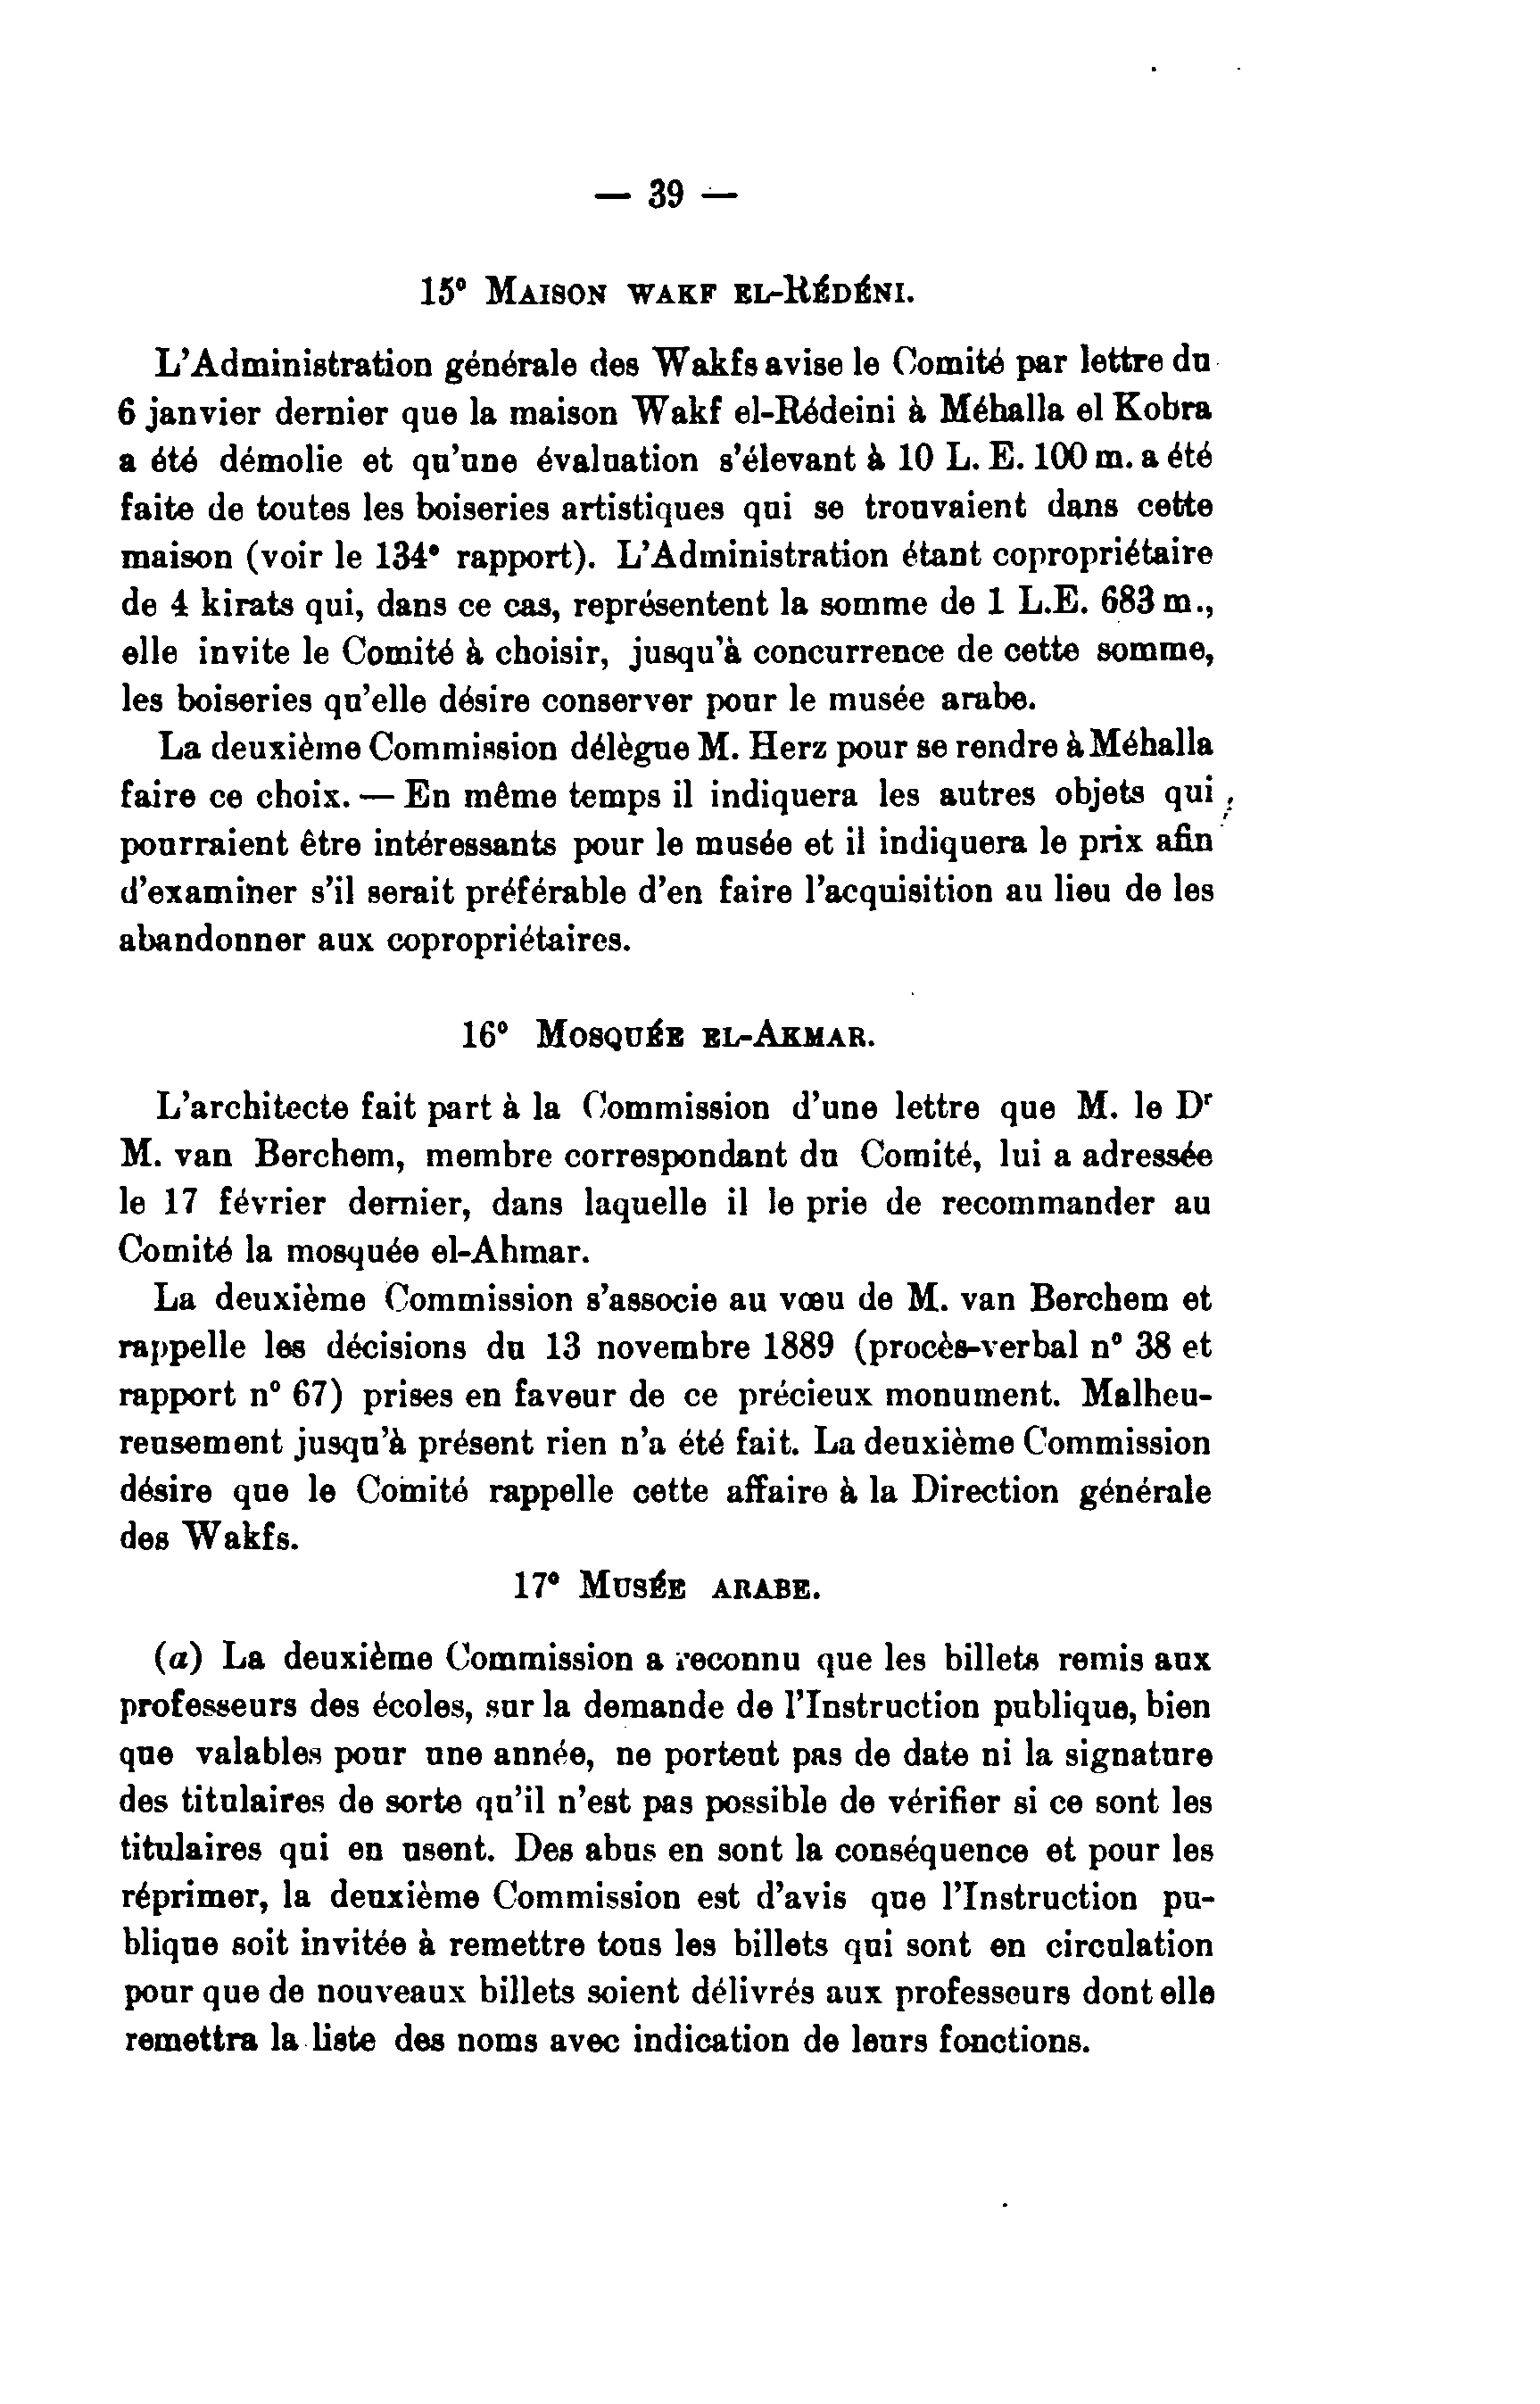 — 39 —
15° MAISON WAKF EL-RÉDÉNI.
L'Administration générale des Wakfs avise le Comité par lettre du
6 janvier dernier que la maison Wakf el-Rédeini à Méhalla el Kobra
a été démolie et qu'une évaluation s'élevant à 10 L. E. 100 m. a été
faite de toutes les boiseries artistiques qui se trouvaient dans cette
maison (voir le 134e rapport). L'Administration étant copropriétaire
de 4 kirats qui, dans ce cas, représentent la somme de 1 L.E. 683 m.,
elle invite le Comité à choisir, jusqu'à concurrence de cette somme,
les boiseries qu'elle désire conserver pour le musée arabe.
La deuxième Commission délègue M. Herz pour se rendre à Méhalla
faire ce choix. — En même temps il indiquera les autres objets qui
pourraient être intéressants pour le musée et il indiquera le prix afin
d'examiner s'il serait préférable d'en faire l'acquisition au lieu de les
abandonner aux copropriétaires.
16° MOSQUÉE EL-AKMAR.
L'architecte fait part à la Commission d'une lettre que M. le Dr
M. van Berchem, membre correspondant du Comité, lui a adressée
le 17 février dernier, dans laquelle il le prie de recommander au
Comité la mosquée el-Ahmar.
La deuxième Commission s'associe au vœu de M. van Berchem et
rappelle les décisions du 13 novembre 1889 (procès-verbal n° 38 et
rapport n° 67) prises en faveur de ce précieux monument. Malheu-
reusement jusqu'à présent rien n'a été fait. La deuxième Commission
désire que le Comité rappelle cette affaire à la Direction générale
des Wakfs.
17° MUSÉE ARABE.
(a) La deuxième Commission a reconnu que les billets remis aux
professeurs des écoles, sur la demande de l'Instruction publique, bien
que valables pour une année, ne portent pas de date ni la signature
des titulaires de sorte qu'il n'est pas possible de vérifier si ce sont les
titulaires qui en usent. Des abus en sont la conséquence et pour les
réprimer, la deuxième Commission est d'avis que l'Instruction pu-
blique soit invitée à remettre tous les billets qui sont en circulation
pour que de nouveaux billets soient délivrés aux professeurs dont elle
remettra la liste des noms avec indication de leurs fonctions.